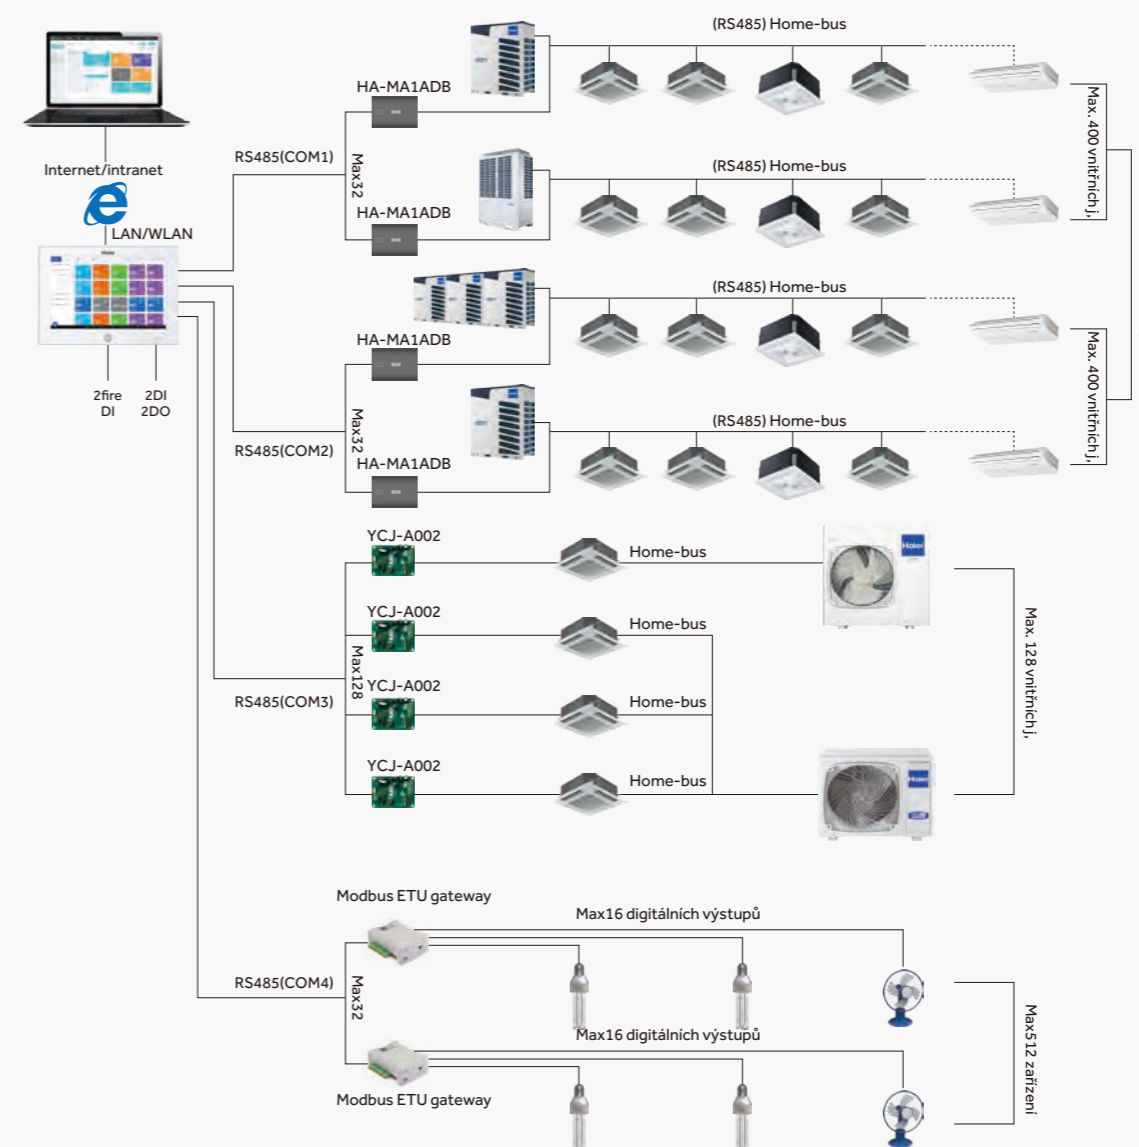 (RS485) Home-bus
HA-MA1ADB
RS485(COM1)
Max32
Internet/intranet
LAN/WLAN
Haier
2fire
DI
2DI
2DO
HA-MA1ADB
(RS485) Home-bus
Max. 400 vnitřních j,
HA-MA1ADB
(RS485) Home-bus
RS485(COM2)
Max32
HA-MA1ADB
(RS485) Home-bus
Max. 400 vnitřních j,
YCJ-A002
Home-bus
Haier
YCJ-A002
Home-bus
RS485(COM3)
Max128
YCJ-A002
Home-bus
YCJ-A002
Home-bus
Haier
Max. 128 vnitřních j,
Modbus ETU gateway
Max16 digitálních výstupů
RS485(COM4)
Max32
Max16 digitálních výstupů
Modbus ETU gateway
Max512 zařízení